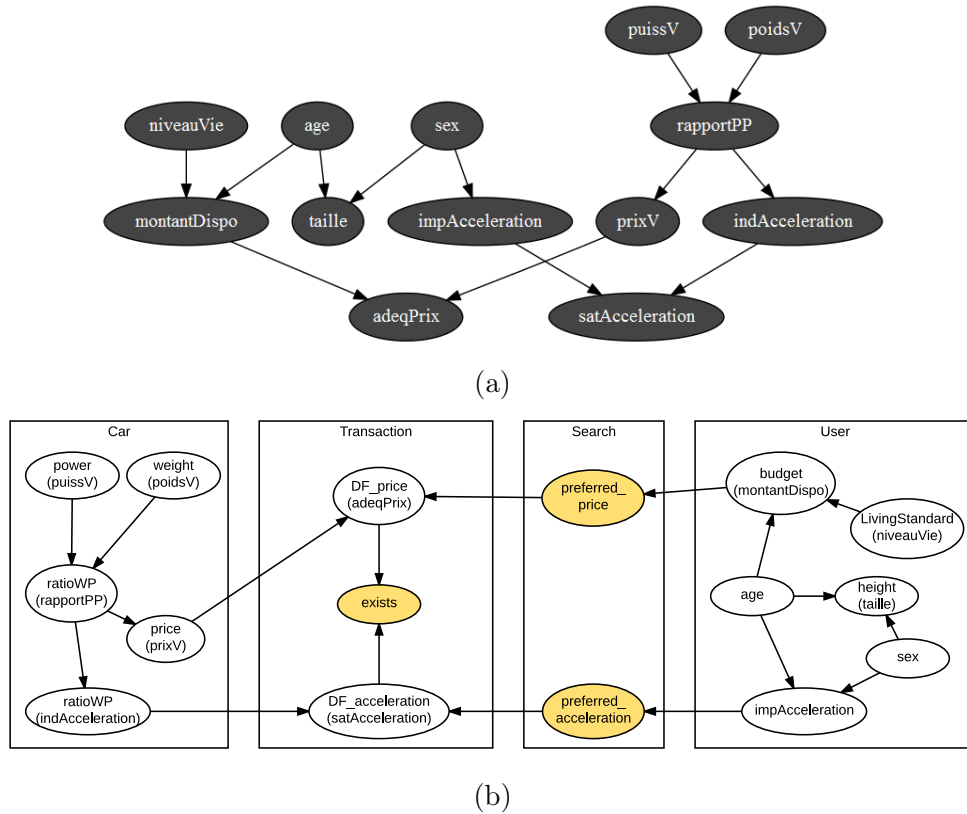 puissV
poidsV
niveauVie
age
sex
rapportPP
montantDispo
taille
impAcceleration
prixV
indAcceleration
adeqPrix
satAcceleration
(a)
Car
Transaction
Search
User
power
(puissV)
weight
(poidsV)
DF_price
(adeqPrix)
preferred_
price
budget
(montantDispo)
LivingStandard
(niveauVie)
ratioWP
(rapportPP)
exists
age
height
(taille)
price
(prixV)
sex
ratioWP
(indAcceleration)
DF_acceleration
(satAcceleration)
preferred_
acceleration
impAcceleration
(b)